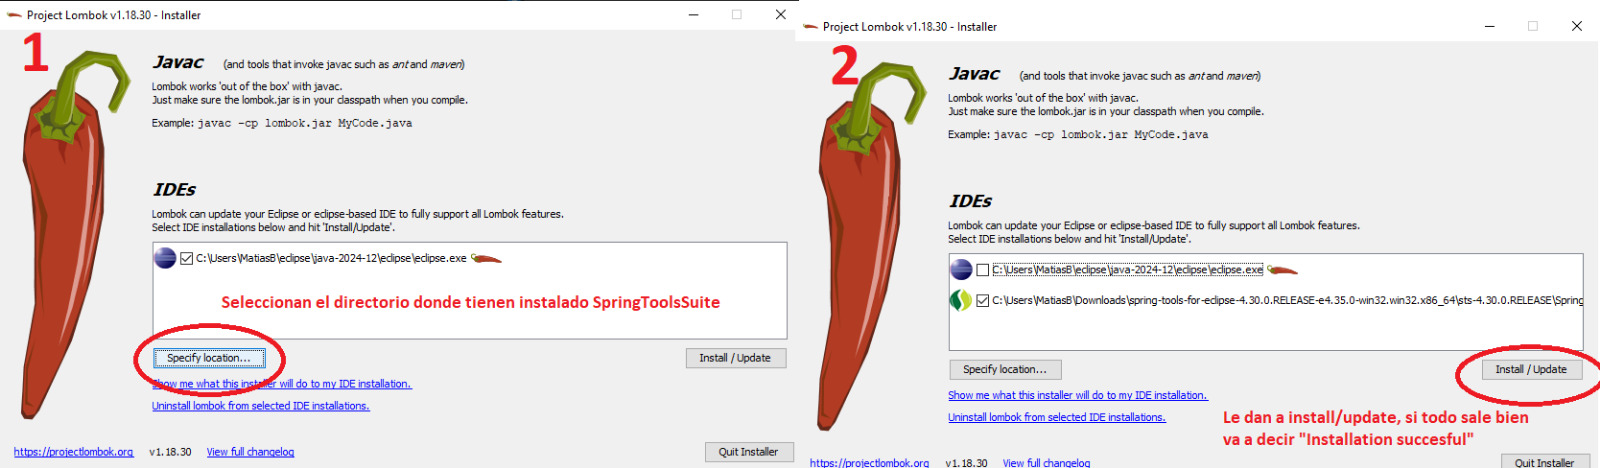 Project Lombok v1.18.30 - Installer
1
Javac (and tools that invoke javac such as ant and maven)
Lombok works 'out of the box' with javac.
Just make sure the lombok.jar is in your classpath when you compile.
Example: javac -cp lombok.jar MyCode.java
IDEs
Lombok can update your Eclipse or eclipse-based IDE to fully support all Lombok features.
Select IDE installations below and hit 'Install/Update'.
C:\Users\MatiasB\eclipse\java-2024-12\eclipse\eclipse.exe
Seleccionan el directorio donde tienen instalado SpringToolsSuite
Specify location...
Install / Update
Show me what this installer will do to my IDE installation.
Uninstall lombok from selected IDE installations.
https://projectlombok.org v1.18.30 View full changelog
Quit Installer
Project Lombok v1.18.30 - Installer
2
Javac (and tools that invoke javac such as ant and maven)
Lombok works 'out of the box' with javac.
Just make sure the lombok.jar is in your classpath when you compile.
Example: javac -cp lombok.jar MyCode.java
IDEs
Lombok can update your Eclipse or eclipse-based IDE to fully support all Lombok features.
Select IDE installations below and hit 'Install/Update'.
C:\Users\MatiasB\eclipse\java-2024-12\eclipse\eclipse.exe
C:\Users\MatiasB\Downloads\spring-tools-for-eclipse-4.30.0.RELEASE-e4.35.0-win32.win32.x86_64\sts-4.30.0.RELEASE\Spring
Specify location...
Install / Update
Show me what this installer will do to my IDE installation.
Uninstall lombok from selected IDE installations.
Le dan a install/update, si todo sale bien
va a decir "Installation succesful"
https://projectlombok.org v1.18.30 View full changelog
Quit Installer